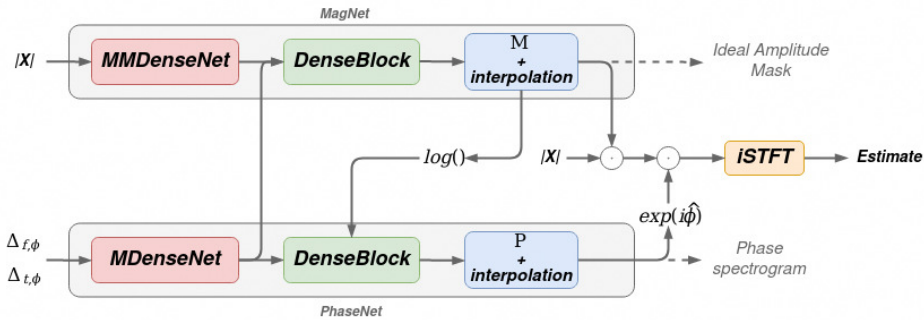 MagNet
|X|
MMDenseNet
DenseBlock
M
+
interpolation
Ideal Amplitude
Mask
log()
|X|
iSTFT
Estimate
exp(iϕ̂)
Δf,ϕ
Δt,ϕ
MDenseNet
DenseBlock
P
+
interpolation
Phase
spectrogram
PhaseNet